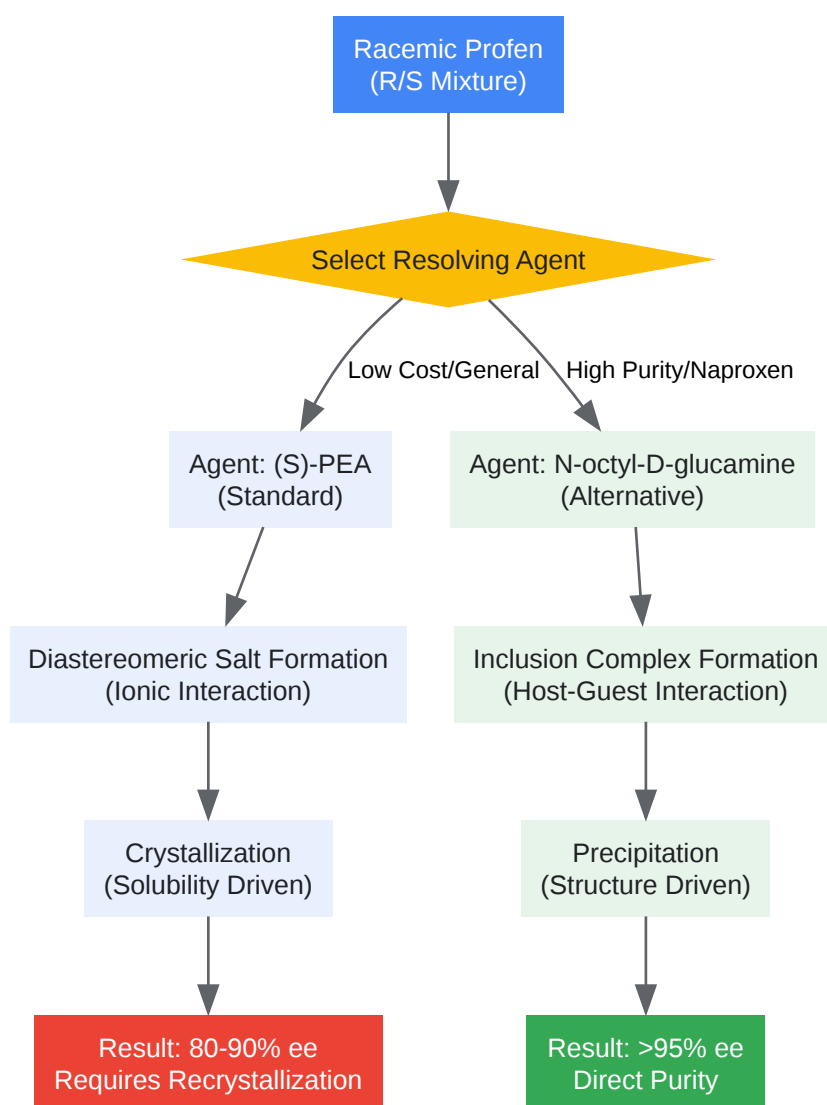 Racemic Profen
(R/S Mixture)
Select Resolving Agent
Low Cost/General
High Purity/Naproxen
Agent: (S)-PEA
(Standard)
Agent: N-octyl-D-glucamine
(Alternative)
Diastereomeric Salt Formation
(Ionic Interaction)
Inclusion Complex Formation
(Host-Guest Interaction)
Crystallization
(Solubility Driven)
Precipitation
(Structure Driven)
Result: 80-90% ee
Requires Recrystallization
Result: >95% ee
Direct Purity